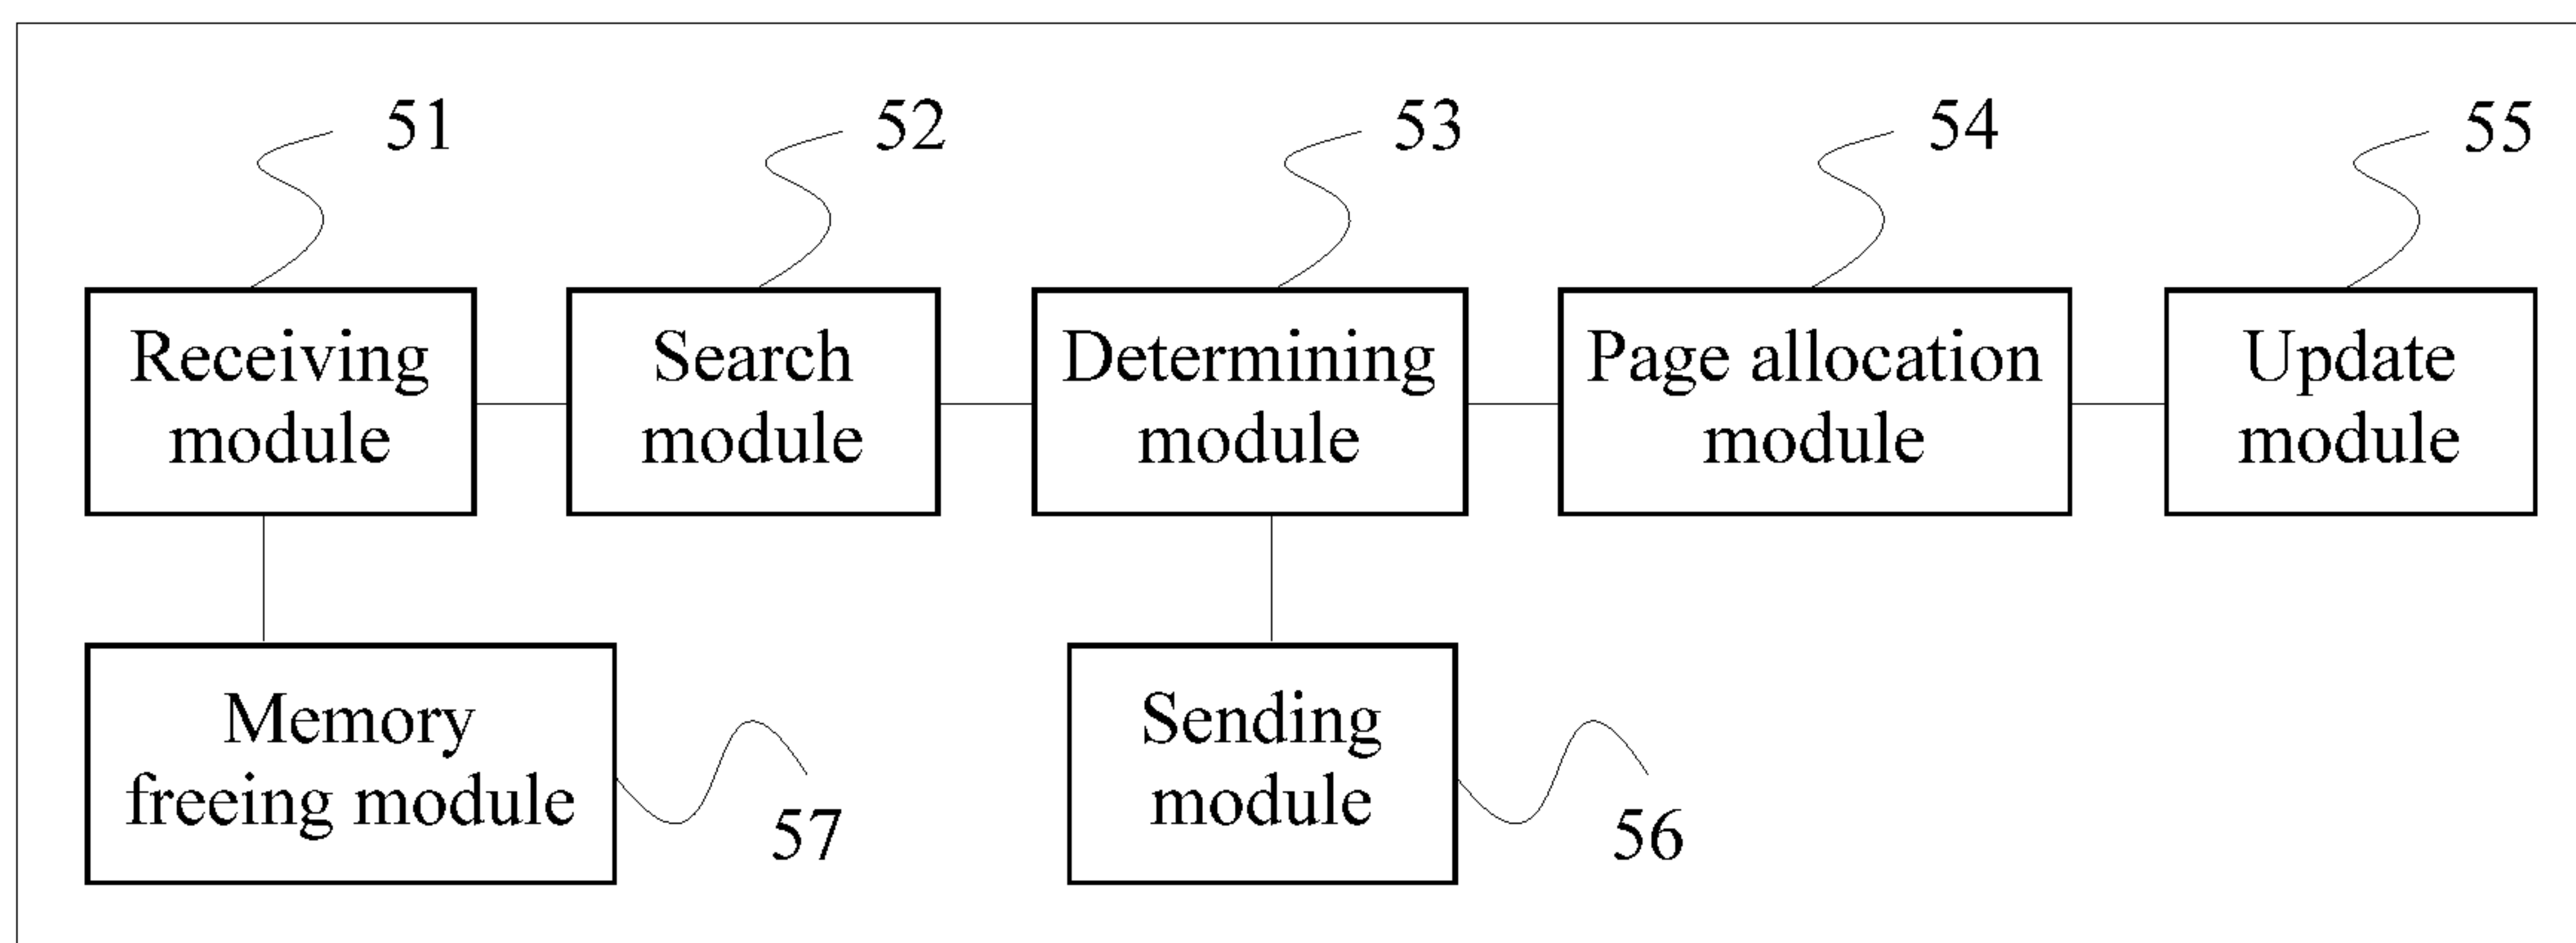 51
52
53
54
55
Receiving
module
Search
module
Determining
module
Page allocation
module
Update
module
Memory
freeing module
57
Sending
module
56